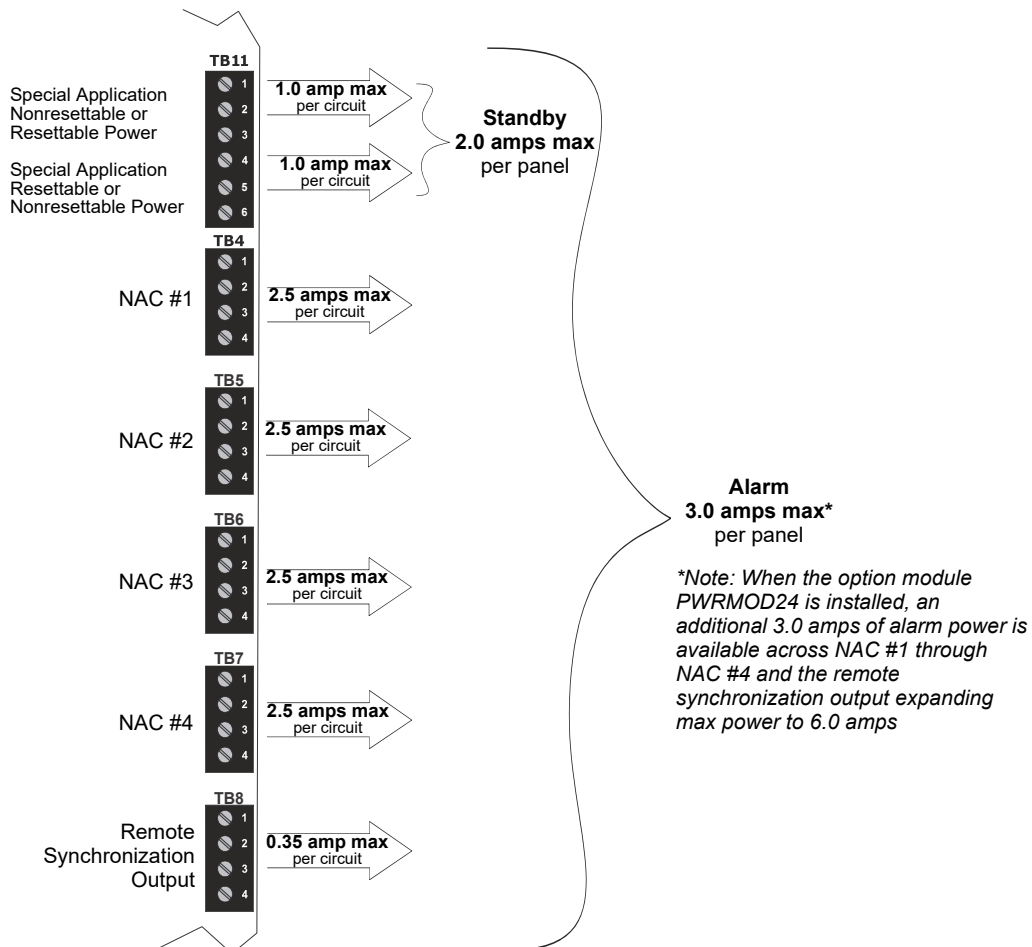 TB11
1
2
3
4
5
6
Special Application
Nonresettable or
Resettable Power
Special Application
Resettable or
Nonresettable Power
1.0 amp max
per circuit
1.0 amp max
per circuit
Standby
2.0 amps max
per panel
TB4
1
2
3
4
NAC #1
2.5 amps max
per circuit
TB5
1
2
3
4
NAC #2
2.5 amps max
per circuit
TB6
1
2
3
4
NAC #3
2.5 amps max
per circuit
TB7
1
2
3
4
NAC #4
2.5 amps max
per circuit
TB8
1
2
3
4
Remote
Synchronization
Output
0.35 amp max
per circuit
Alarm
3.0 amps max*
per panel
*Note: When the option module
PWRMOD24 is installed, an
additional 3.0 amps of alarm power is
available across NAC #1 through
NAC #4 and the remote
synchronization output expanding
max power to 6.0 amps